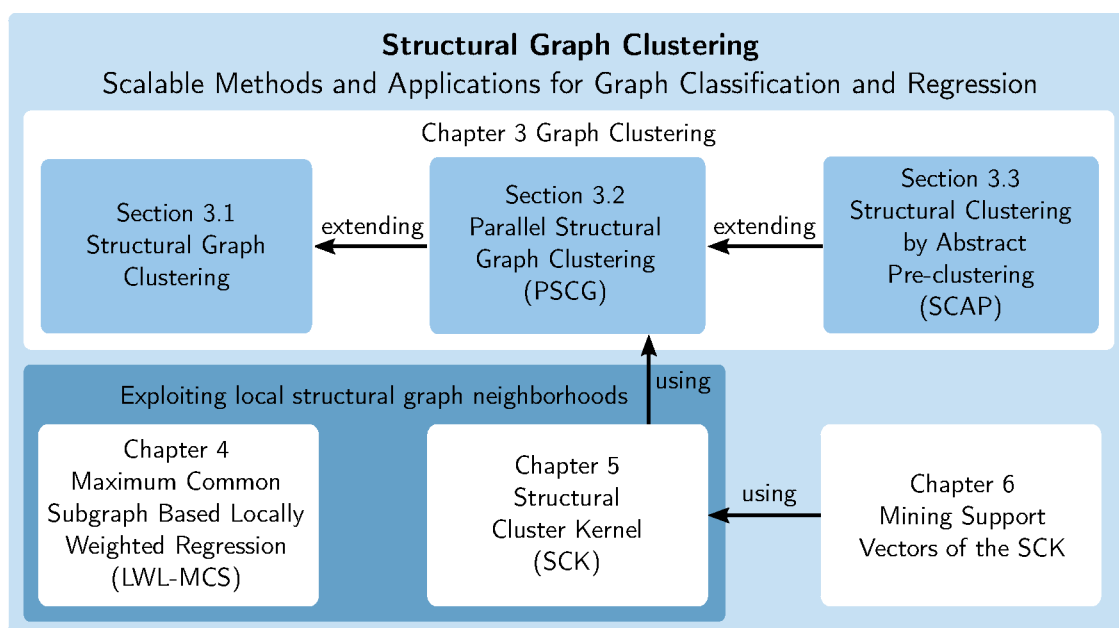 Structural Graph Clustering
Scalable Methods and Applications for Graph Classification and Regression
Chapter 3 Graph Clustering
Section 3.1
Structural Graph
Clustering
extending
Section 3.2
Parallel Structural
Graph Clustering
(PSCG)
extending
Section 3.3
Structural Clustering
by Abstract
Pre-clustering
(SCAP)
using
Exploiting local structural graph neighborhoods
Chapter 4
Maximum Common
Subgraph Based Locally
Weighted Regression
(LWL-MCS)
Chapter 5
Structural
Cluster Kernel
(SCK)
using
Chapter 6
Mining Support
Vectors of the SCK